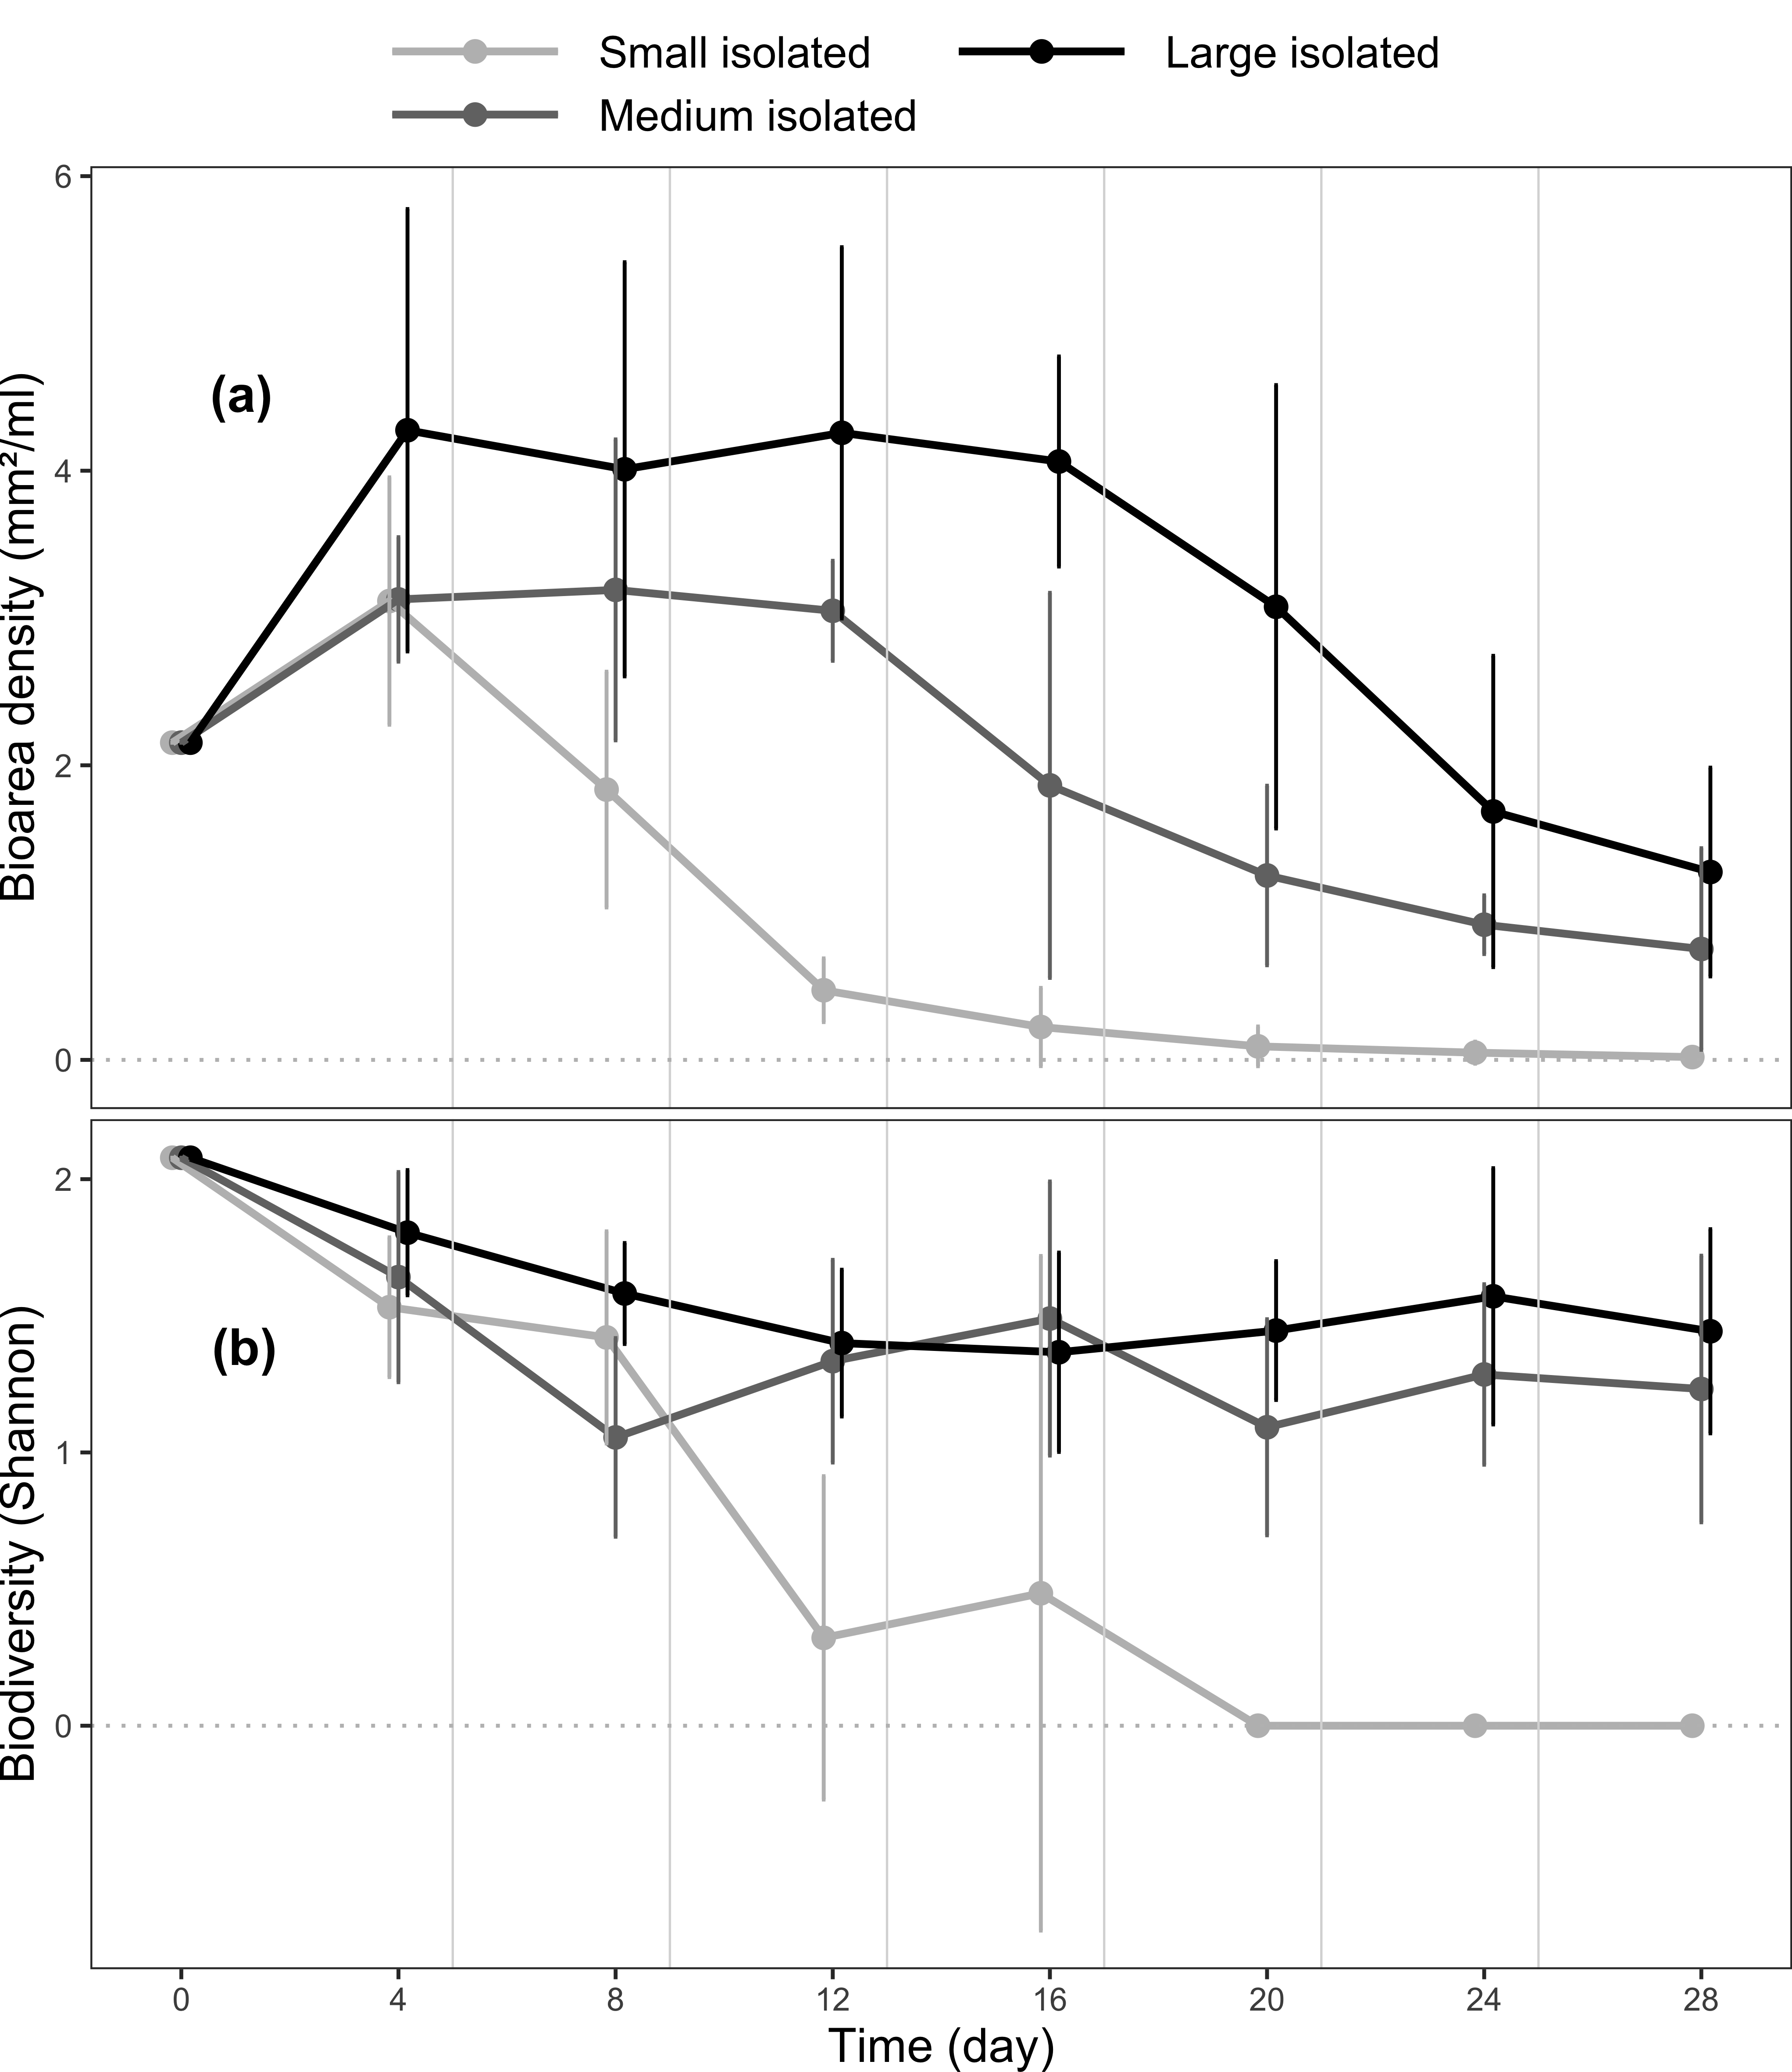 Small isolated
Large isolated
Medium isolated
Bioarea density (mm²/ml)
6
4
2
0
(a)
Biodiversity (Shannon)
2
1
0
(b)
0 4 8 12 16 20 24 28
Time (day)